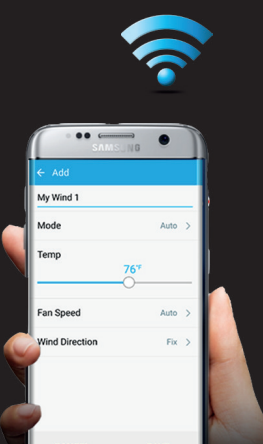 SAMSUNG
← Add
My Wind 1
Mode Auto >
Temp
76°F
Fan Speed Auto >
Wind Direction Fix >